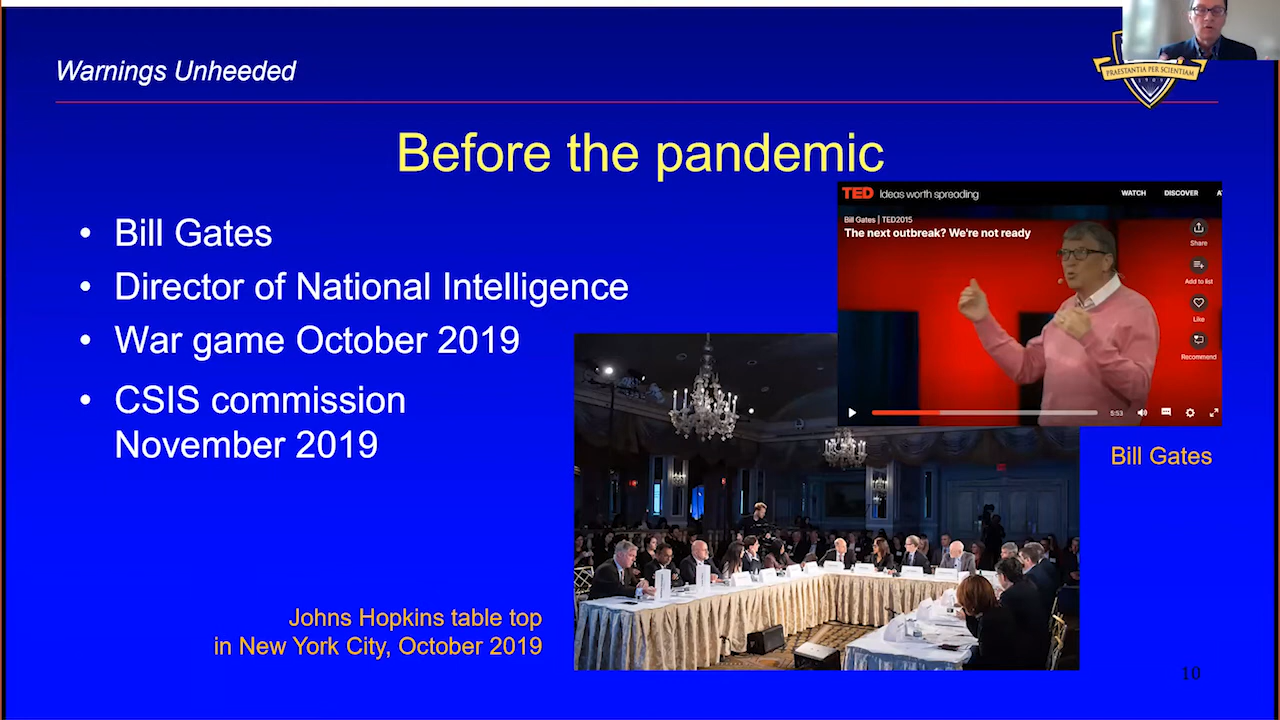 Warnings Unheeded
PRAESTANTIA PER SCIENTIAM
Before the pandemic
• Bill Gates
• Director of National Intelligence
• War game October 2019
• CSIS commission
November 2019
TED Ideas worth spreading
WATCH
DISCOVER
Bill Gates | TED2015
The next outbreak? We're not ready
Share
Add to list
Like
Recommend
5:53
Bill Gates
Johns Hopkins table top
in New York City, October 2019
10